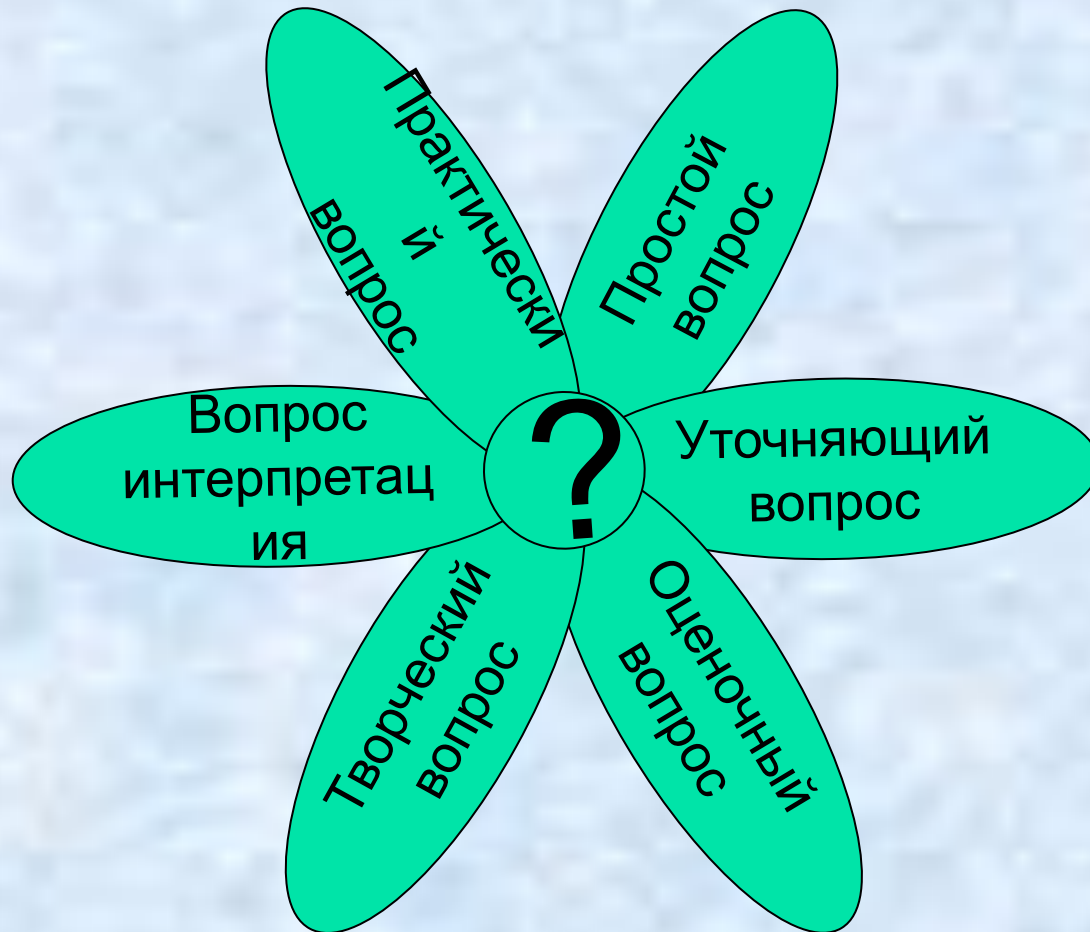 Практически
й
вопрос
Простой
вопрос
Вопрос
интерпретац
ия
?
Уточняющий
вопрос
Творческий
вопрос
Оценочный
вопрос